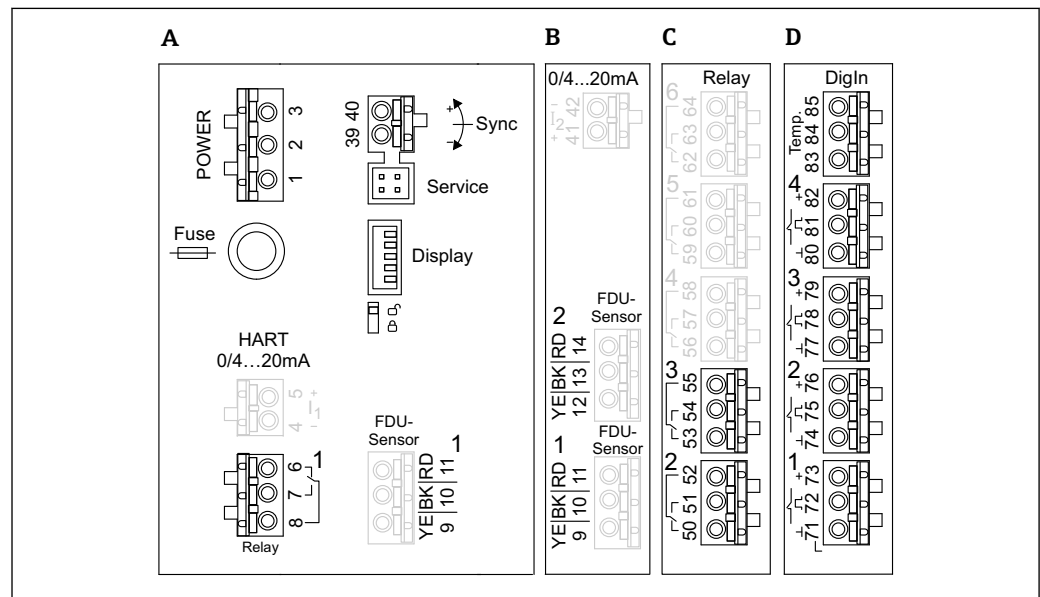 A
B
C
D
POWER
3
2
1
39 40
+
-
Sync
Service
Fuse
Display
HART
0/4...20mA
4 5
- I1 +
6
7
8
1
Relay
FDU-
Sensor
1
YE BK RD
9 10 11
0/4...20mA
- I2 +
41 42
FDU-
Sensor
2
YE BK RD
12 13 14
FDU-
Sensor
1
YE BK RD
9 10 11
Relay
6
62 63 64
5
59 60 61
4
56 57 58
3
53 54 55
2
50 51 52
DigIn
Temp.
83 84 85
4
80 81 82
+
3
77 78 79
+
2
74 75 76
+
1
71 72 73
+